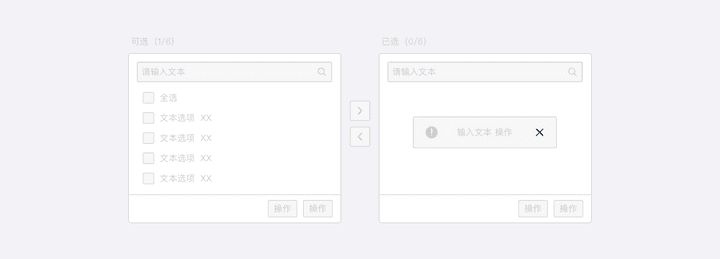 可选（1/6）
请输入文本
全选
文本选项 XX
文本选项 XX
文本选项 XX
文本选项 XX
操作 操作
已选（0/6）
请输入文本
输入文本 操作
操作 操作